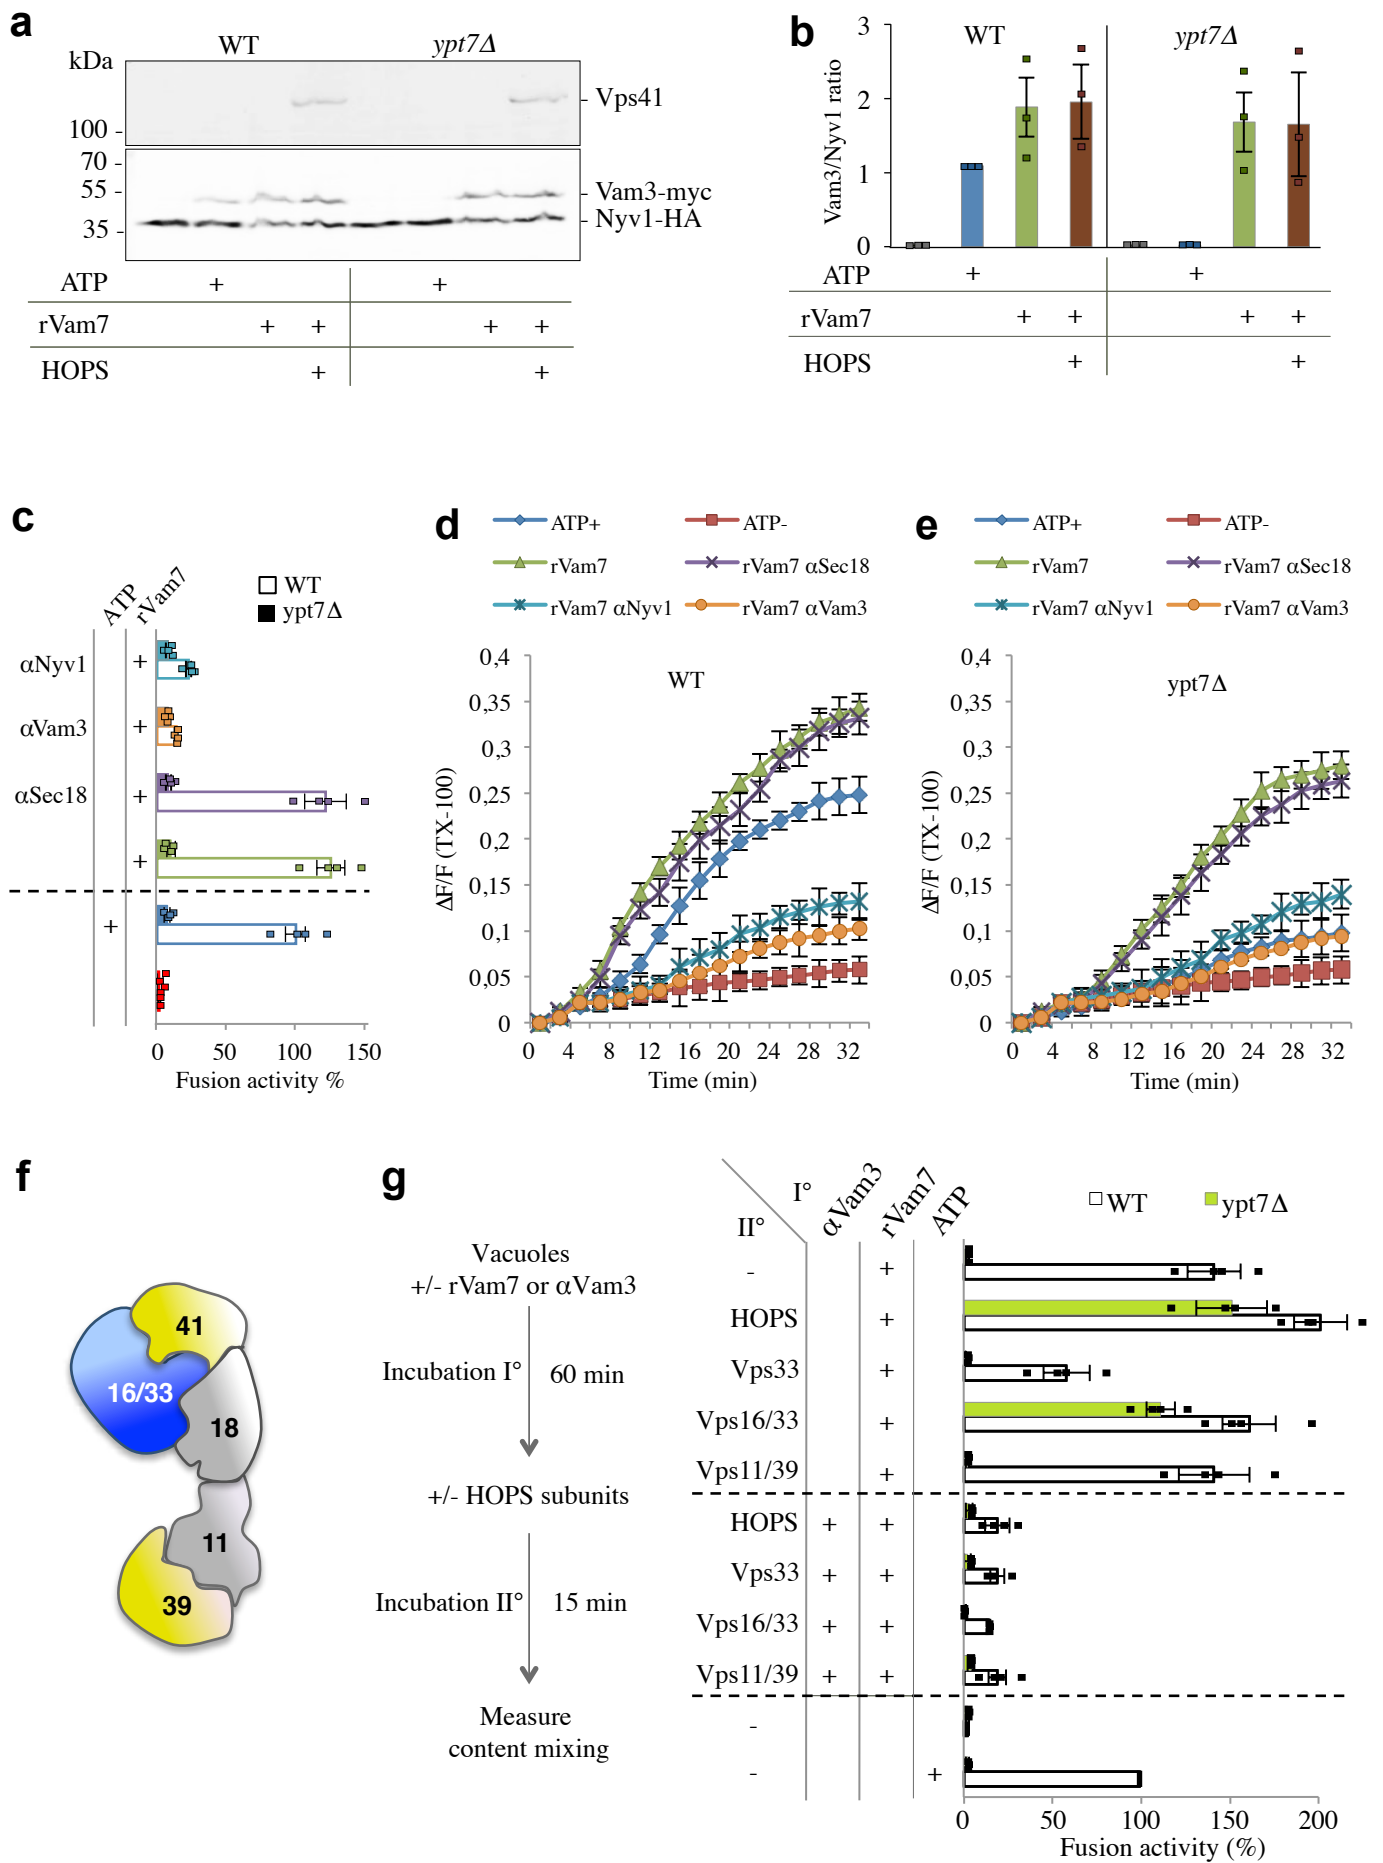 a
WT ypt7Δ
kDa
Vps41
100
70
55
35
Vam3-myc
Nyv1-HA
ATP + +
rVam7 + + + +
HOPS + +
b
Vam3/Nyv1 ratio
3
2
1
0
WT ypt7Δ
ATP + +
rVam7 + + + +
HOPS + +
c
ATP rVam7
WT
ypt7Δ
αNyv1 +
αVam3 +
αSec18 +
+
+
0 50 100 150
Fusion activity %
d
ATP+ ATP-
rVam7 rVam7 αSec18
rVam7 αNyv1 rVam7 αVam3
WT
ΔF/F (TX-100)
0,4
0,35
0,3
0,25
0,2
0,15
0,1
0,05
0
0 4 8 12 16 20 24 28 32
Time (min)
e
ATP+ ATP-
rVam7 rVam7 αSec18
rVam7 αNyv1 rVam7 αVam3
ypt7Δ
ΔF/F (TX-100)
0,4
0,35
0,3
0,25
0,2
0,15
0,1
0,05
0
0 4 8 12 16 20 24 28 32
Time (min)
f
41
16/33
18
11
39
g
Vacuoles
+/- rVam7 or αVam3
Incubation I° 60 min
+/- HOPS subunits
Incubation II° 15 min
Measure
content mixing
I°
II°
αVam3 rVam7 ATP
WT ypt7Δ
- +
HOPS +
Vps33 +
Vps16/33 +
Vps11/39 +
HOPS + +
Vps33 + +
Vps16/33 + +
Vps11/39 + +
-
- +
0 50 100 150 200
Fusion activity (%)